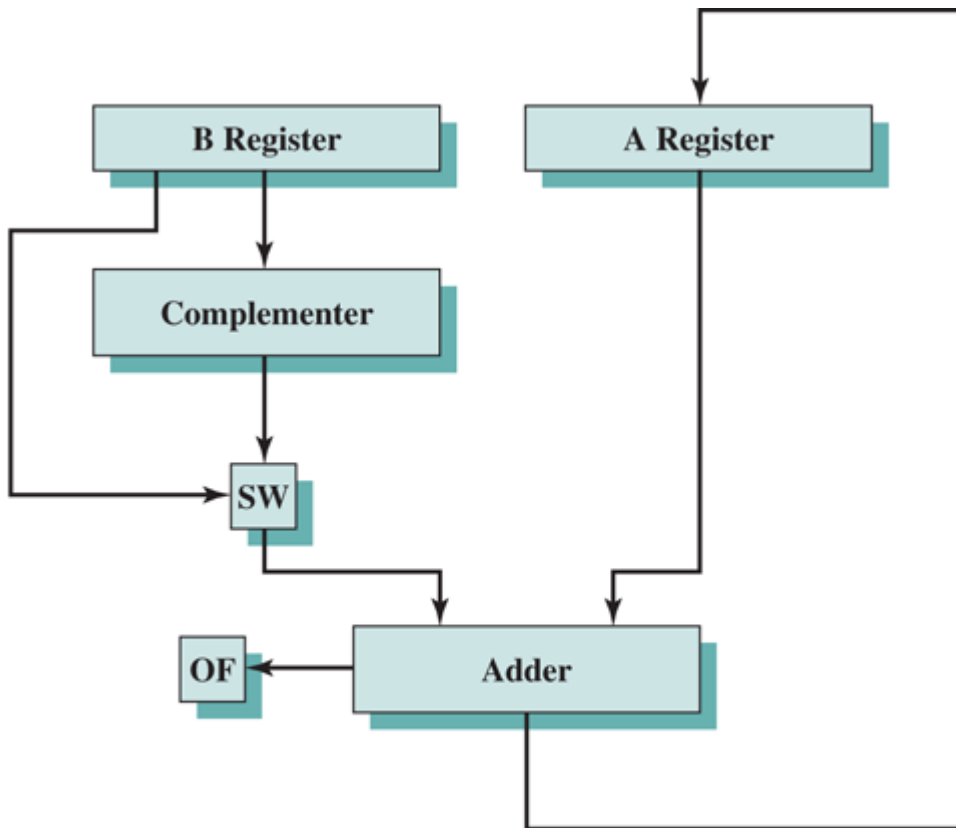 B Register
A Register
Complementer
SW
OF
Adder